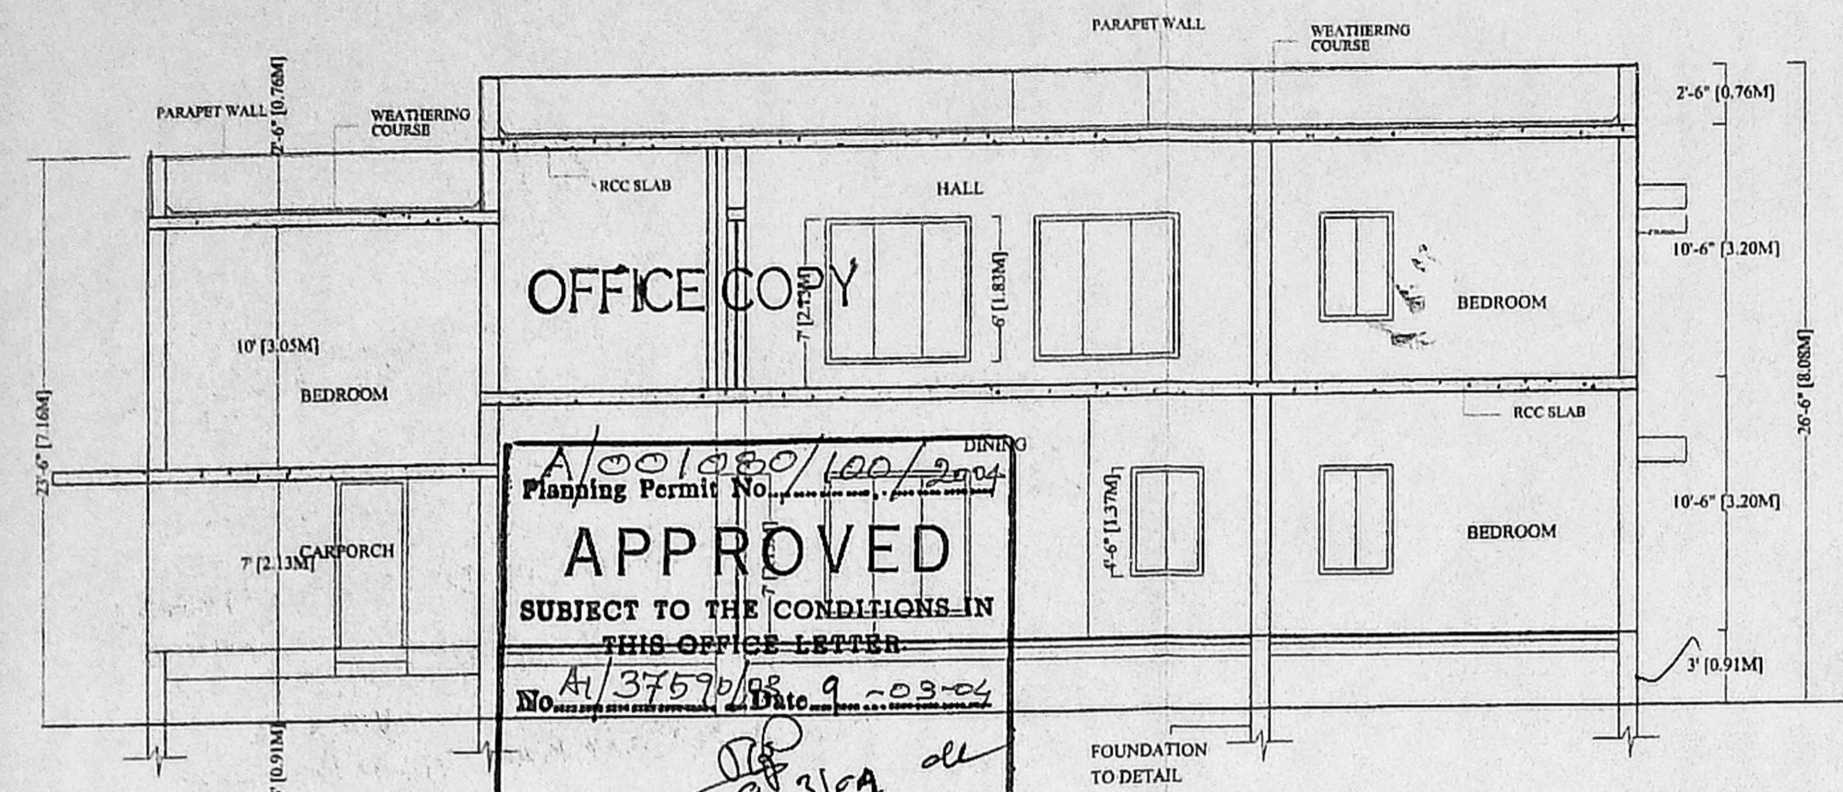 PARAPET WALL
WEATHERING
COURSE
2'-6" [0.76M]
PARAPET WALL
WEATHERING
COURSE
2'-6" [0.76M]
RCC SLAB
HALL
10'-6" [3.20M]
OFFICE COPY
7' [2.13M]
6' [1.83M]
BEDROOM
10' [3.05M]
BEDROOM
26'-6" [8.08M]
23'-6" [7.16M]
RCC SLAB
DINING
A/001080/100/2004
Planning Permit No.
4'-6" [1.37M]
10'-6" [3.20M]
BEDROOM
APPROVED
CARPORCH
7' [2.13M]
SUBJECT TO THE CONDITIONS IN
THIS OFFICE LETTER
3' [0.91M]
No. Date 9-03-04
FOUNDATION
TO DETAIL
[0.91M]